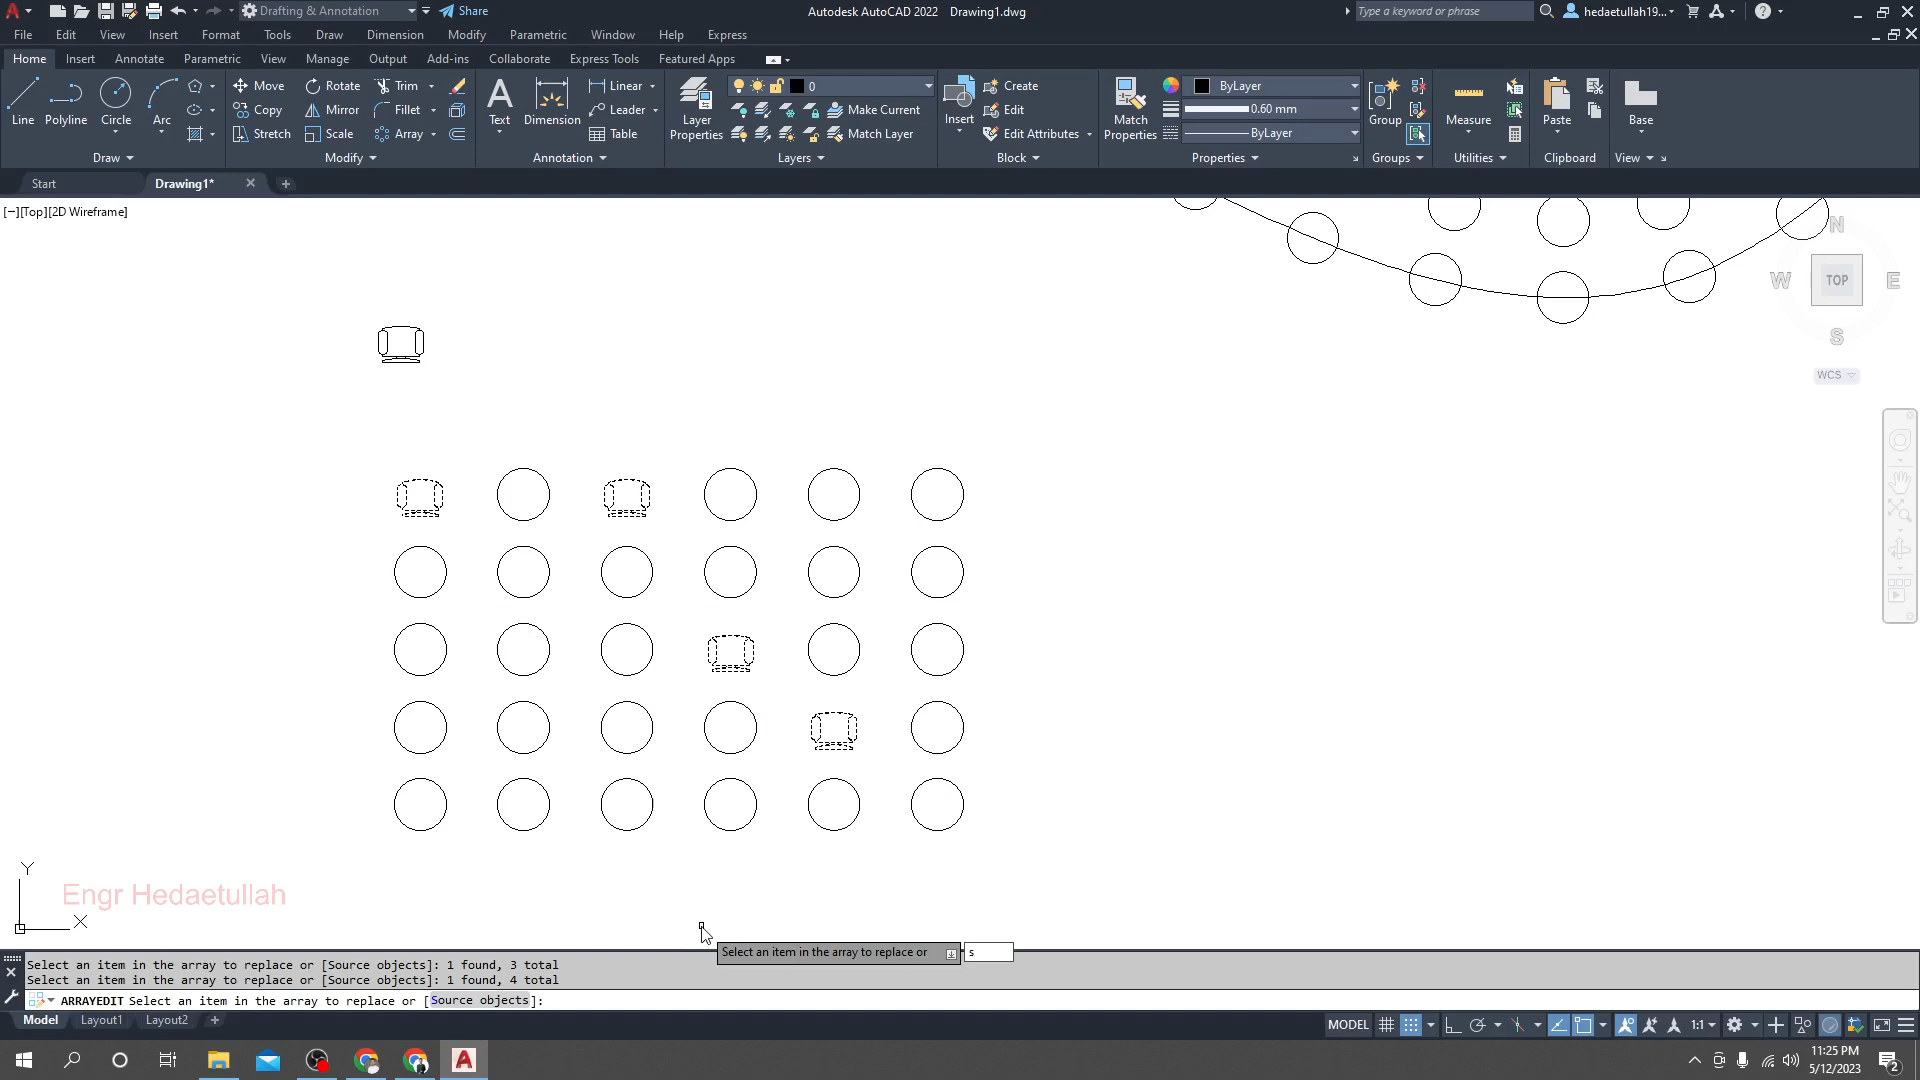 Drafting & Annotation
Share
Autodesk AutoCAD 2022 Drawing1.dwg
Type a keyword or phrase
hedaetullah19...
File Edit View Insert Format Tools Draw Dimension Modify Parametric Window Help Express
Home Insert Annotate Parametric View Manage Output Add-ins Collaborate Express Tools Featured Apps
Line Polyline Circle Arc
Move Rotate Trim
Copy Mirror Fillet
Stretch Scale Array
Text Dimension
Linear
Leader
Table
Layer Properties
0
Make Current
Match Layer
Insert
Create
Edit
Edit Attributes
Match Properties
ByLayer
0.60 mm
ByLayer
Group
Measure
Paste
Base
Draw Modify Annotation Layers Block Properties Groups Utilities Clipboard View
Start Drawing1*
[−][Top][2D Wireframe]
N
W TOP E
S
WCS
Y
X
Engr Hedaetullah
Select an item in the array to replace or s
Select an item in the array to replace or [Source objects]: 1 found, 3 total
Select an item in the array to replace or [Source objects]: 1 found, 4 total
ARRAYEDIT Select an item in the array to replace or [Source objects]:
Model Layout1 Layout2
MODEL
1:1
11:25 PM
5/12/2023
2